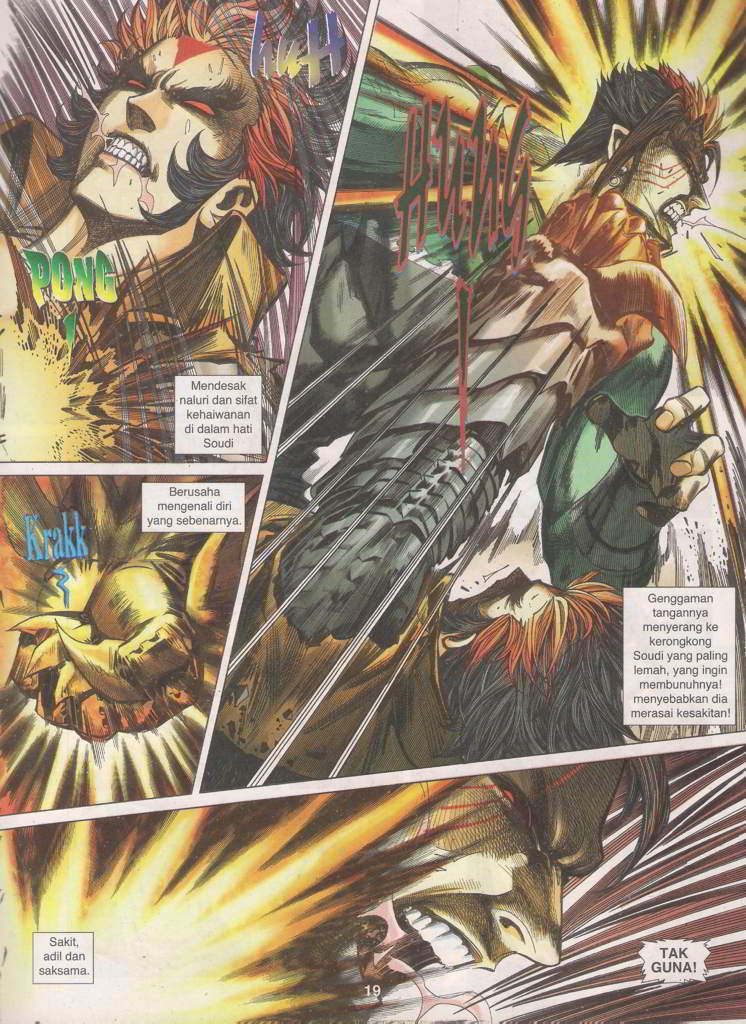 huH
PONG
!
Mendesak
naluri dan sifat
kehaiwanan
di dalam hati
Soudi
HUNG
!
Berusaha
mengenali diri
yang sebenarnya.
Krakk
Genggaman
tangannya
menyerang ke
kerongkong
Soudi yang paling
lemah, yang ingin
membunuhnya!
menyebabkan dia
merasai kesakitan!
Sakit,
adil dan
saksama.
TAK
GUNA!
19